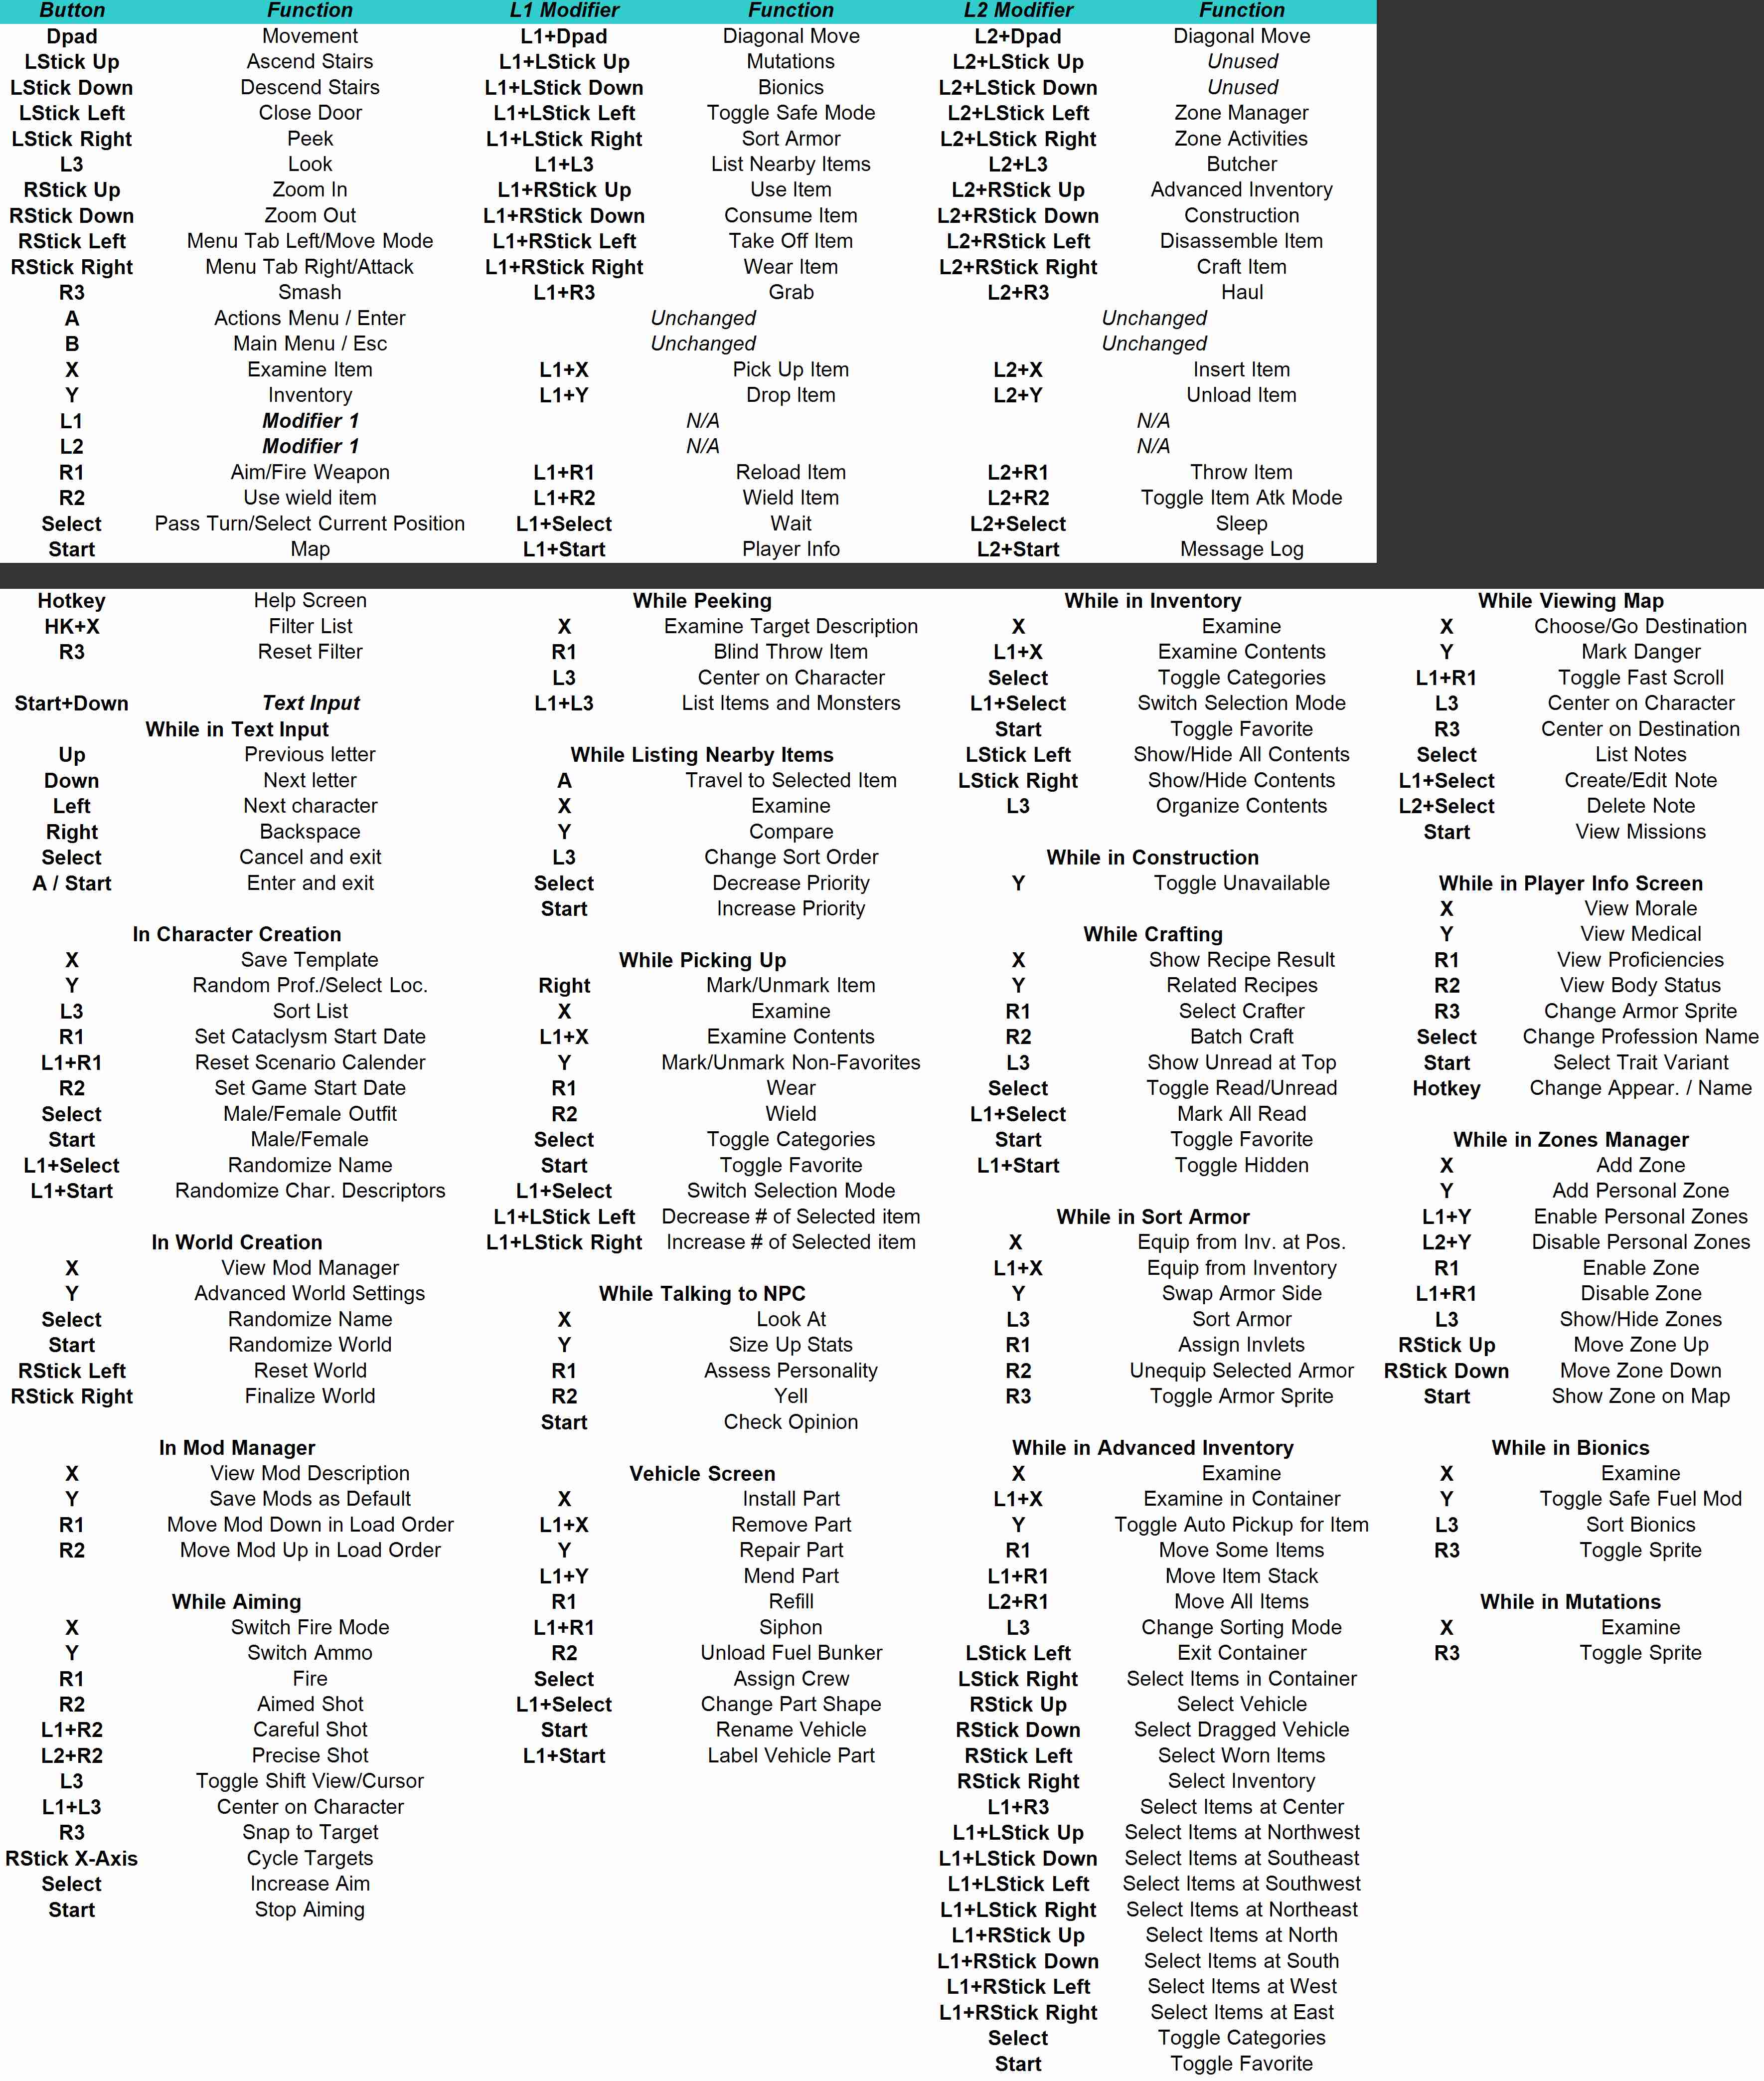 Button Function L1 Modifier Function L2 Modifier Function
Dpad Movement L1+Dpad Diagonal Move L2+Dpad Diagonal Move
LStick Up Ascend Stairs L1+LStick Up Mutations L2+LStick Up Unused
LStick Down Descend Stairs L1+LStick Down Bionics L2+LStick Down Unused
LStick Left Close Door L1+LStick Left Toggle Safe Mode L2+LStick Left Zone Manager
LStick Right Peek L1+LStick Right Sort Armor L2+LStick Right Zone Activities
L3 Look L1+L3 List Nearby Items L2+L3 Butcher
RStick Up Zoom In L1+RStick Up Use Item L2+RStick Up Advanced Inventory
RStick Down Zoom Out L1+RStick Down Consume Item L2+RStick Down Construction
RStick Left Menu Tab Left/Move Mode L1+RStick Left Take Off Item L2+RStick Left Disassemble Item
RStick Right Menu Tab Right/Attack L1+RStick Right Wear Item L2+RStick Right Craft Item
R3 Smash L1+R3 Grab L2+R3 Haul
A Actions Menu / Enter Unchanged Unchanged
B Main Menu / Esc Unchanged Unchanged
X Examine Item L1+X Pick Up Item L2+X Insert Item
Y Inventory L1+Y Drop Item L2+Y Unload Item
L1 Modifier 1 N/A N/A
L2 Modifier 1 N/A N/A
R1 Aim/Fire Weapon L1+R1 Reload Item L2+R1 Throw Item
R2 Use wield item L1+R2 Wield Item L2+R2 Toggle Item Atk Mode
Select Pass Turn/Select Current Position L1+Select Wait L2+Select Sleep
Start Map L1+Start Player Info L2+Start Message Log
Hotkey Help Screen
HK+X Filter List
R3 Reset Filter
Start+Down Text Input
While in Text Input
Up Previous letter
Down Next letter
Left Next character
Right Backspace
Select Cancel and exit
A / Start Enter and exit
In Character Creation
X Save Template
Y Random Prof./Select Loc.
L3 Sort List
R1 Set Cataclysm Start Date
L1+R1 Reset Scenario Calender
R2 Set Game Start Date
Select Male/Female Outfit
Start Male/Female
L1+Select Randomize Name
L1+Start Randomize Char. Descriptors
In World Creation
X View Mod Manager
Y Advanced World Settings
Select Randomize Name
Start Randomize World
RStick Left Reset World
RStick Right Finalize World
In Mod Manager
X View Mod Description
Y Save Mods as Default
R1 Move Mod Down in Load Order
R2 Move Mod Up in Load Order
While Aiming
X Switch Fire Mode
Y Switch Ammo
R1 Fire
R2 Aimed Shot
L1+R2 Careful Shot
L2+R2 Precise Shot
L3 Toggle Shift View/Cursor
L1+L3 Center on Character
R3 Snap to Target
RStick X-Axis Cycle Targets
Select Increase Aim
Start Stop Aiming
While Peeking
X Examine Target Description
R1 Blind Throw Item
L3 Center on Character
L1+L3 List Items and Monsters
While Listing Nearby Items
A Travel to Selected Item
X Examine
Y Compare
L3 Change Sort Order
Select Decrease Priority
Start Increase Priority
While Picking Up
Right Mark/Unmark Item
X Examine
L1+X Examine Contents
Y Mark/Unmark Non-Favorites
R1 Wear
R2 Wield
Select Toggle Categories
Start Toggle Favorite
L1+Select Switch Selection Mode
L1+LStick Left Decrease # of Selected item
L1+LStick Right Increase # of Selected item
While Talking to NPC
X Look At
Y Size Up Stats
R1 Assess Personality
R2 Yell
Start Check Opinion
Vehicle Screen
X Install Part
L1+X Remove Part
Y Repair Part
L1+Y Mend Part
R1 Refill
L1+R1 Siphon
R2 Unload Fuel Bunker
Select Assign Crew
L1+Select Change Part Shape
Start Rename Vehicle
L1+Start Label Vehicle Part
While in Inventory
X Examine
L1+X Examine Contents
Select Toggle Categories
L1+Select Switch Selection Mode
Start Toggle Favorite
LStick Left Show/Hide All Contents
LStick Right Show/Hide Contents
L3 Organize Contents
While in Construction
Y Toggle Unavailable
While Crafting
X Show Recipe Result
Y Related Recipes
R1 Select Crafter
R2 Batch Craft
L3 Show Unread at Top
Select Toggle Read/Unread
L1+Select Mark All Read
Start Toggle Favorite
L1+Start Toggle Hidden
While in Sort Armor
X Equip from Inv. at Pos.
L1+X Equip from Inventory
Y Swap Armor Side
L3 Sort Armor
R1 Assign Invlets
R2 Unequip Selected Armor
R3 Toggle Armor Sprite
While in Advanced Inventory
X Examine
L1+X Examine in Container
Y Toggle Auto Pickup for Item
R1 Move Some Items
L1+R1 Move Item Stack
L2+R1 Move All Items
L3 Change Sorting Mode
LStick Left Exit Container
LStick Right Select Items in Container
RStick Up Select Vehicle
RStick Down Select Dragged Vehicle
RStick Left Select Worn Items
RStick Right Select Inventory
L1+R3 Select Items at Center
L1+LStick Up Select Items at Northwest
L1+LStick Down Select Items at Southeast
L1+LStick Left Select Items at Southwest
L1+LStick Right Select Items at Northeast
L1+RStick Up Select Items at North
L1+RStick Down Select Items at South
L1+RStick Left Select Items at West
L1+RStick Right Select Items at East
Select Toggle Categories
Start Toggle Favorite
While Viewing Map
X Choose/Go Destination
Y Mark Danger
L1+R1 Toggle Fast Scroll
L3 Center on Character
R3 Center on Destination
Select List Notes
L1+Select Create/Edit Note
L2+Select Delete Note
Start View Missions
While in Player Info Screen
X View Morale
Y View Medical
R1 View Proficiencies
R2 View Body Status
R3 Change Armor Sprite
Select Change Profession Name
Start Select Trait Variant
Hotkey Change Appear. / Name
While in Zones Manager
X Add Zone
Y Add Personal Zone
L1+Y Enable Personal Zones
L2+Y Disable Personal Zones
R1 Enable Zone
L1+R1 Disable Zone
L3 Show/Hide Zones
RStick Up Move Zone Up
RStick Down Move Zone Down
Start Show Zone on Map
While in Bionics
X Examine
Y Toggle Safe Fuel Mod
L3 Sort Bionics
R3 Toggle Sprite
While in Mutations
X Examine
R3 Toggle Sprite